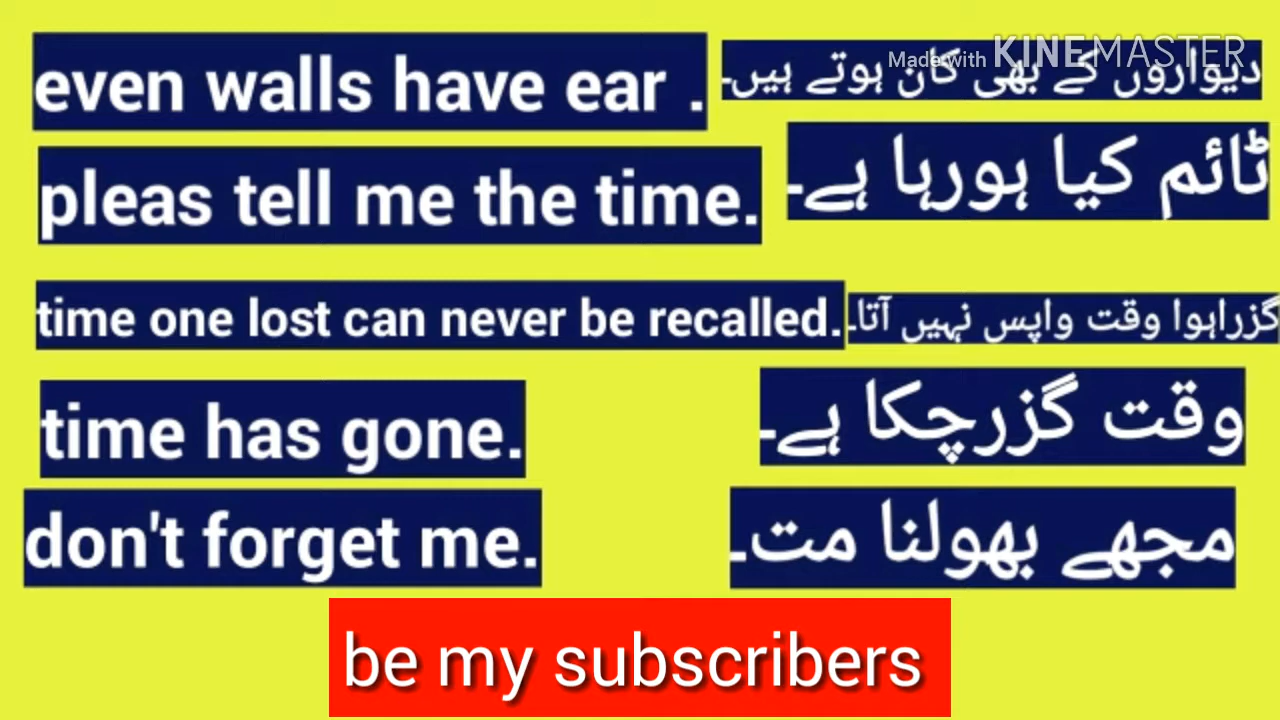 Made with KINEMASTER
even walls have ear .
دیواروں کے بھی کان ہوتے ہیں۔
pleas tell me the time.
ٹائم کیا ہورہا ہے۔
time one lost can never be recalled.
گزراہوا وقت واپس نہیں آتا۔
time has gone.
وقت گزرچکا ہے۔
don't forget me.
مجھے بھولنا مت۔
be my subscribers